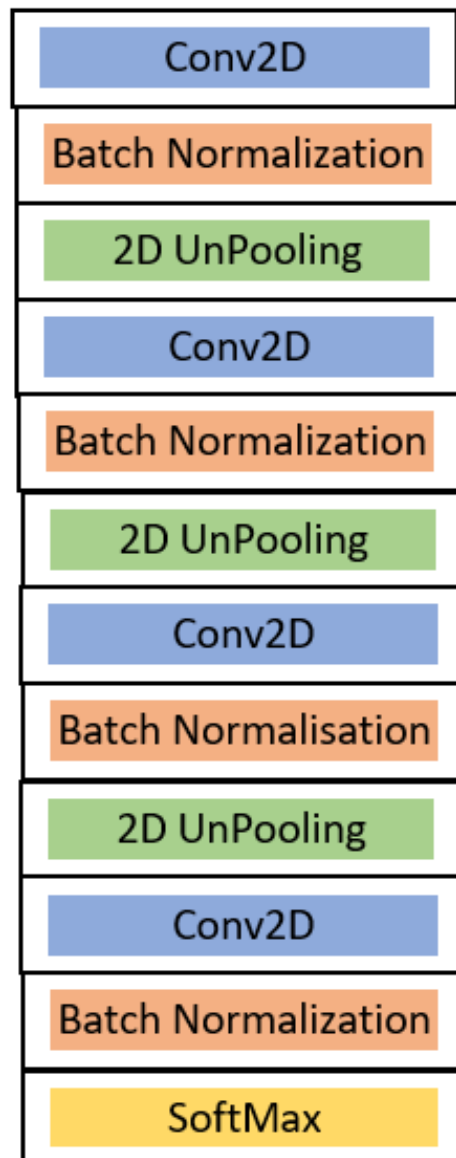 Conv2D
Batch Normalization
2D UnPooling
Conv2D
Batch Normalization
2D UnPooling
Conv2D
Batch Normalisation
2D UnPooling
Conv2D
Batch Normalization
SoftMax